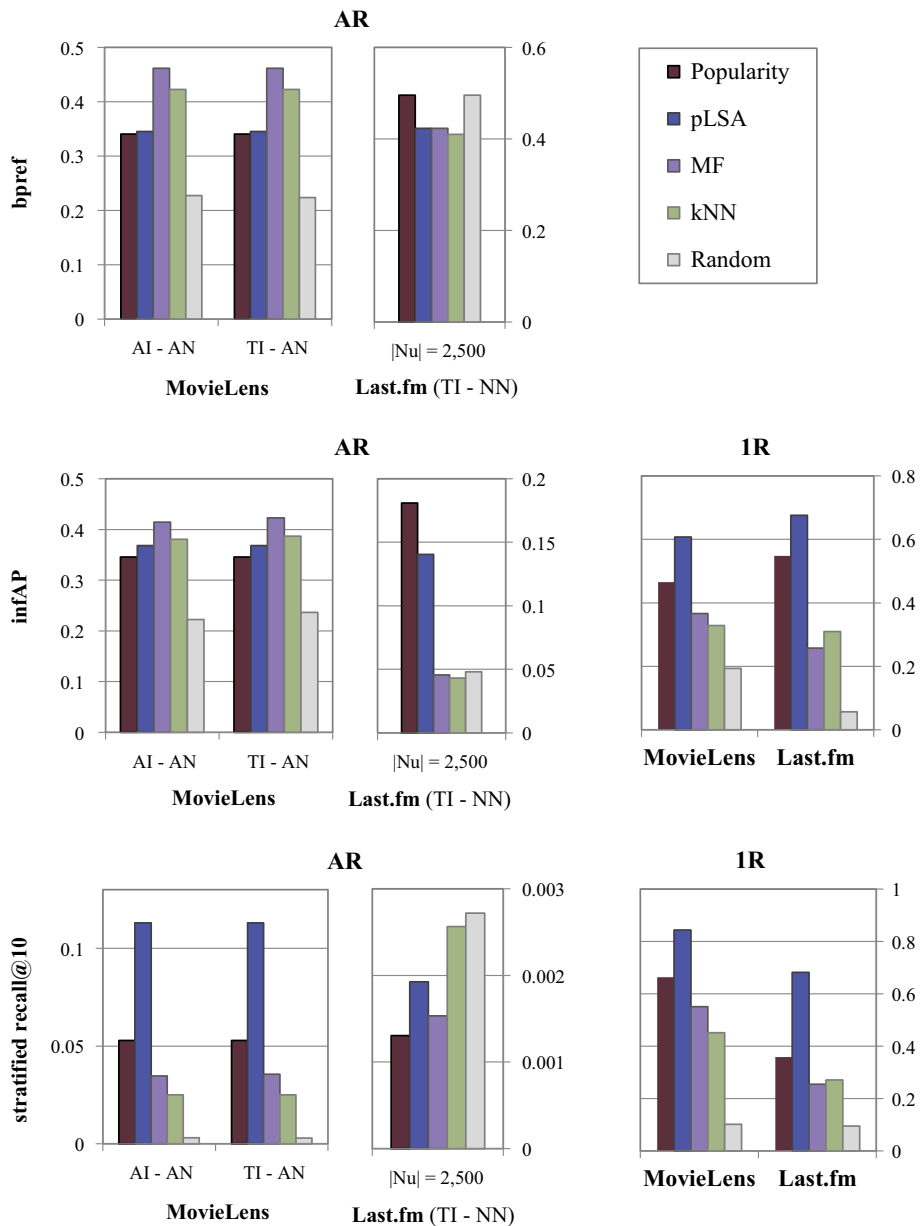 AR
bpref
0.5
0.4
0.3
0.2
0.1
0
AI - AN
TI - AN
MovieLens
0.6
0.4
0.2
0
|Nu| = 2,500
Last.fm (TI - NN)
Popularity
pLSA
MF
kNN
Random
AR
infAP
0.5
0.4
0.3
0.2
0.1
0
AI - AN
TI - AN
MovieLens
0.2
0.15
0.1
0.05
0
|Nu| = 2,500
Last.fm (TI - NN)
1R
0.8
0.6
0.4
0.2
0
MovieLens
Last.fm
AR
stratified recall@10
0.1
0.05
0
AI - AN
TI - AN
MovieLens
0.003
0.002
0.001
0
|Nu| = 2,500
Last.fm (TI - NN)
1R
1
0.8
0.6
0.4
0.2
0
MovieLens
Last.fm